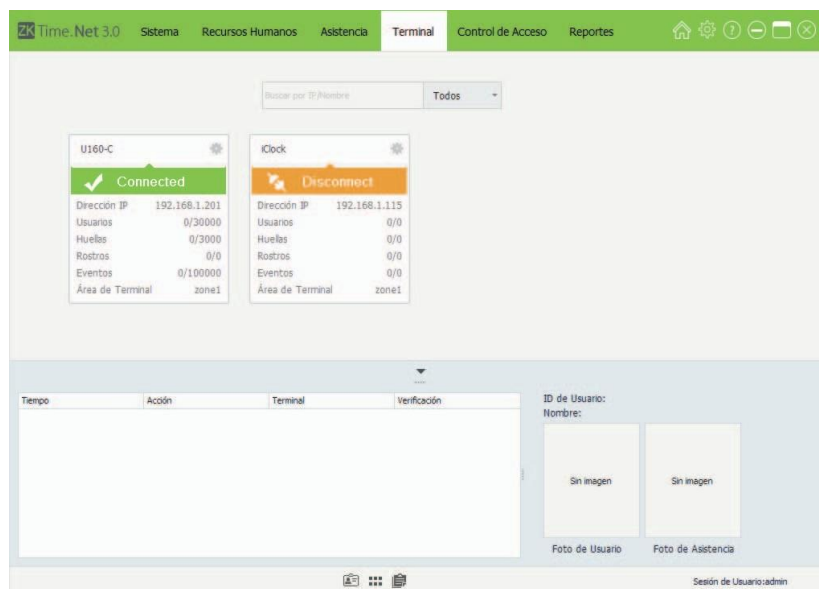 ZKTime.Net 3.0 Sistema Recursos Humanos Asistencia Terminal Control de Acceso Reportes
Buscar por IP/Nombre Todos
U160-C
Connected
Dirección IP 192.168.1.201
Usuarios 0/30000
Huellas 0/3000
Rostros 0/0
Eventos 0/100000
Área de Terminal zone1
iClock
Disconnect
Dirección IP 192.168.1.115
Usuarios 0/0
Huellas 0/0
Rostros 0/0
Eventos 0/0
Área de Terminal zone1
Tiempo Acción Terminal Verificación
ID de Usuario:
Nombre:
Sin imagen Sin imagen
Foto de Usuario Foto de Asistencia
Sesión de Usuario:admin